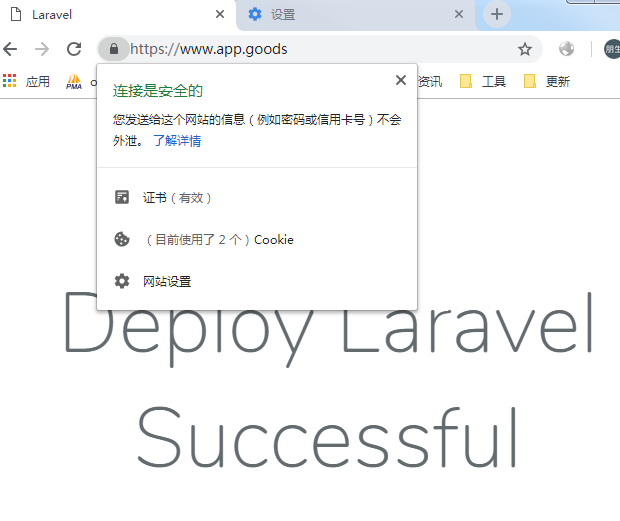 Laravel
设置
https://www.app.goods
应用
PMA
资讯
工具
更新
连接是安全的
您发送给这个网站的信息（例如密码或信用卡号）不会
外泄。 了解详情
证书（有效）
（目前使用了 2 个）Cookie
网站设置
Deploy Laravel
Successful